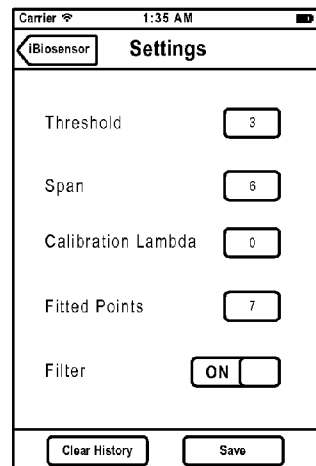 Carrier 1:35 AM
iBiosensor Settings
Threshold 3
Span 6
Calibration Lambda 0
Fitted Points 7
Filter ON
Clear History Save